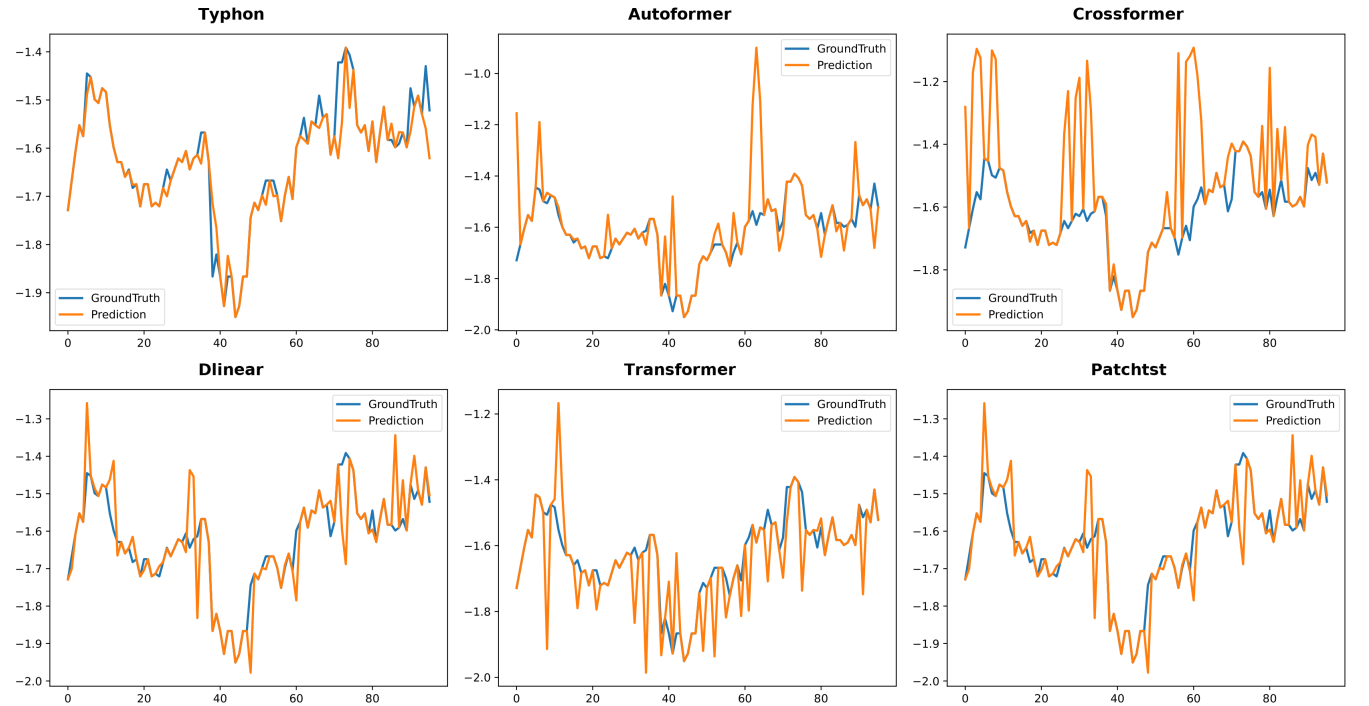 Typhon
−1.4
−1.5
−1.6
−1.7
−1.8
−1.9
0 20 40 60 80
GroundTruth
Prediction
Autoformer
−1.0
−1.2
−1.4
−1.6
−1.8
−2.0
0 20 40 60 80
GroundTruth
Prediction
Crossformer
−1.2
−1.4
−1.6
−1.8
0 20 40 60 80
GroundTruth
Prediction
Dlinear
−1.3
−1.4
−1.5
−1.6
−1.7
−1.8
−1.9
−2.0
0 20 40 60 80
GroundTruth
Prediction
Transformer
−1.2
−1.4
−1.6
−1.8
−2.0
0 20 40 60 80
GroundTruth
Prediction
Patchtst
−1.3
−1.4
−1.5
−1.6
−1.7
−1.8
−1.9
−2.0
0 20 40 60 80
GroundTruth
Prediction